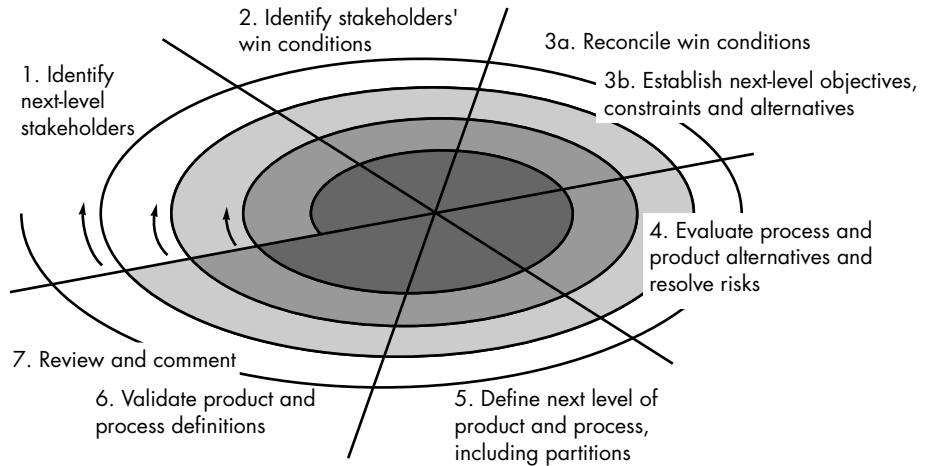 1. Identify
next-level
stakeholders
2. Identify stakeholders'
win conditions
3a. Reconcile win conditions
3b. Establish next-level objectives,
constraints and alternatives
4. Evaluate process and
product alternatives and
resolve risks
5. Define next level of
product and process,
including partitions
6. Validate product and
process definitions
7. Review and comment